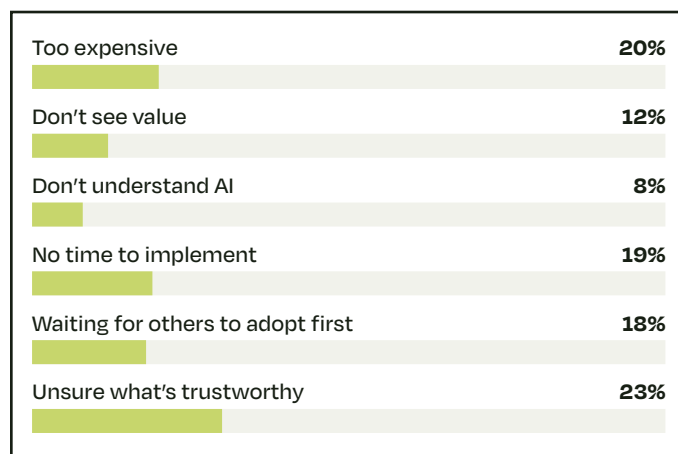 Too expensive 20%
Don’t see value 12%
Don’t understand AI 8%
No time to implement 19%
Waiting for others to adopt first 18%
Unsure what’s trustworthy 23%